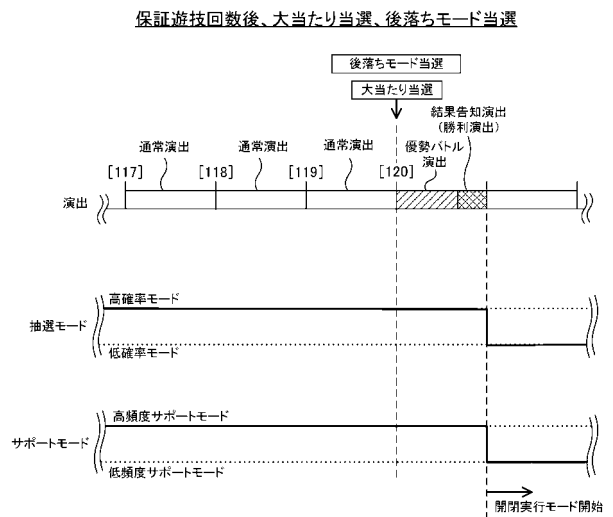 保証遊技回数後、大当たり当選、後落ちモード当選
後落ちモード当選
大当たり当選
結果告知演出
(勝利演出)
通常演出
通常演出
通常演出
優勢バトル
演出
[117]
[118]
[119]
[120]
演出
高確率モード
抽選モード
低確率モード
高頻度サポートモード
サポートモード
低頻度サポートモード
開閉実行モード開始